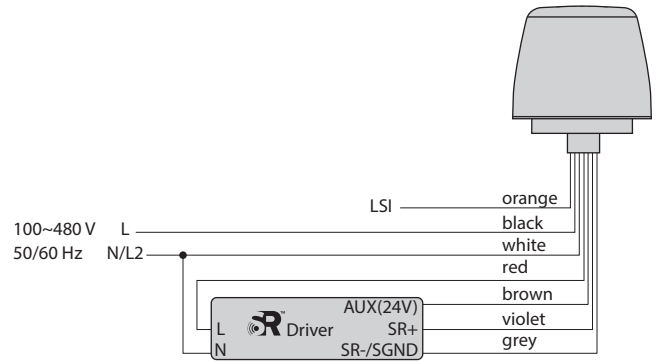 LSI
orange
black
white
red
brown
violet
grey
100~480 V L
50/60 Hz N/L2
AUX(24V)
L SR™ Driver SR+
N SR-/SGND